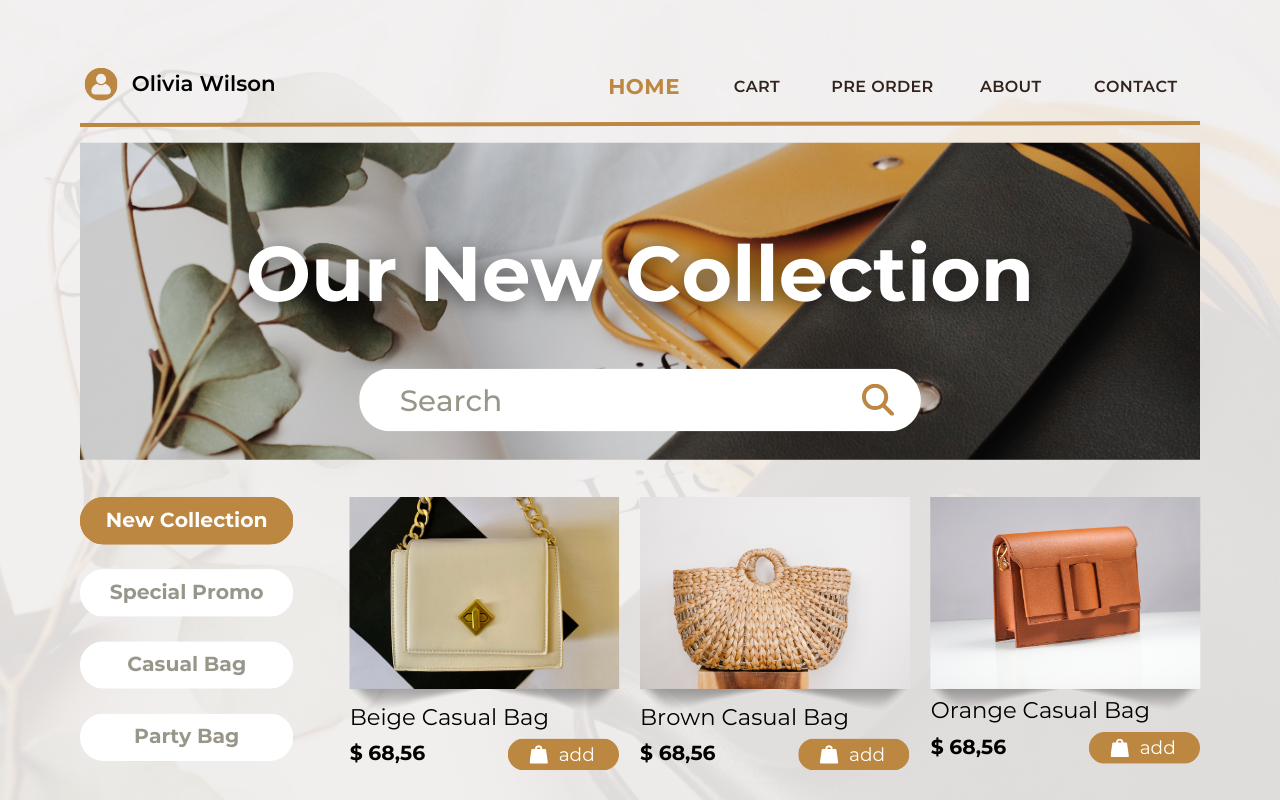 Olivia Wilson
HOME
CART
PRE ORDER
ABOUT
CONTACT
Our New Collection
Search
New Collection
Special Promo
Casual Bag
Party Bag
Beige Casual Bag
$ 68,56
add
Brown Casual Bag
$ 68,56
add
Orange Casual Bag
$ 68,56
add